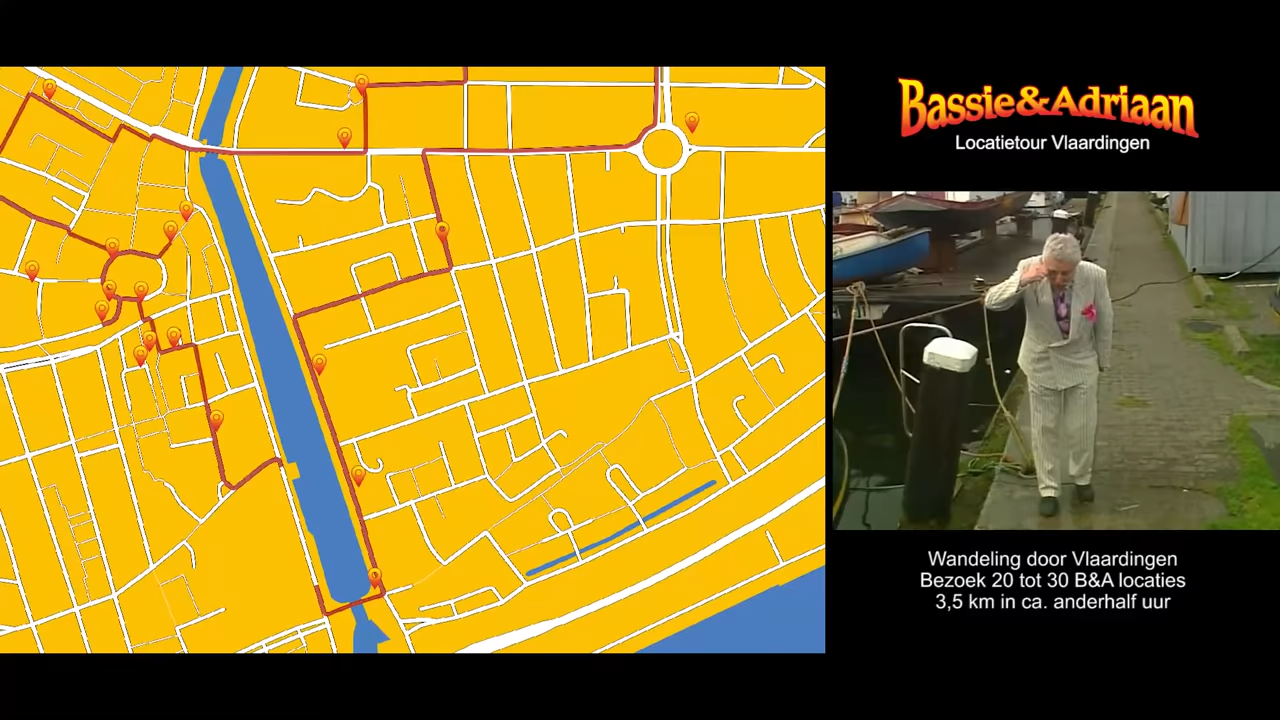 Bassie&Adriaan
Locatietour Vlaardingen
Wandeling door Vlaardingen
Bezoek 20 tot 30 B&A locaties
3,5 km in ca. anderhalf uur